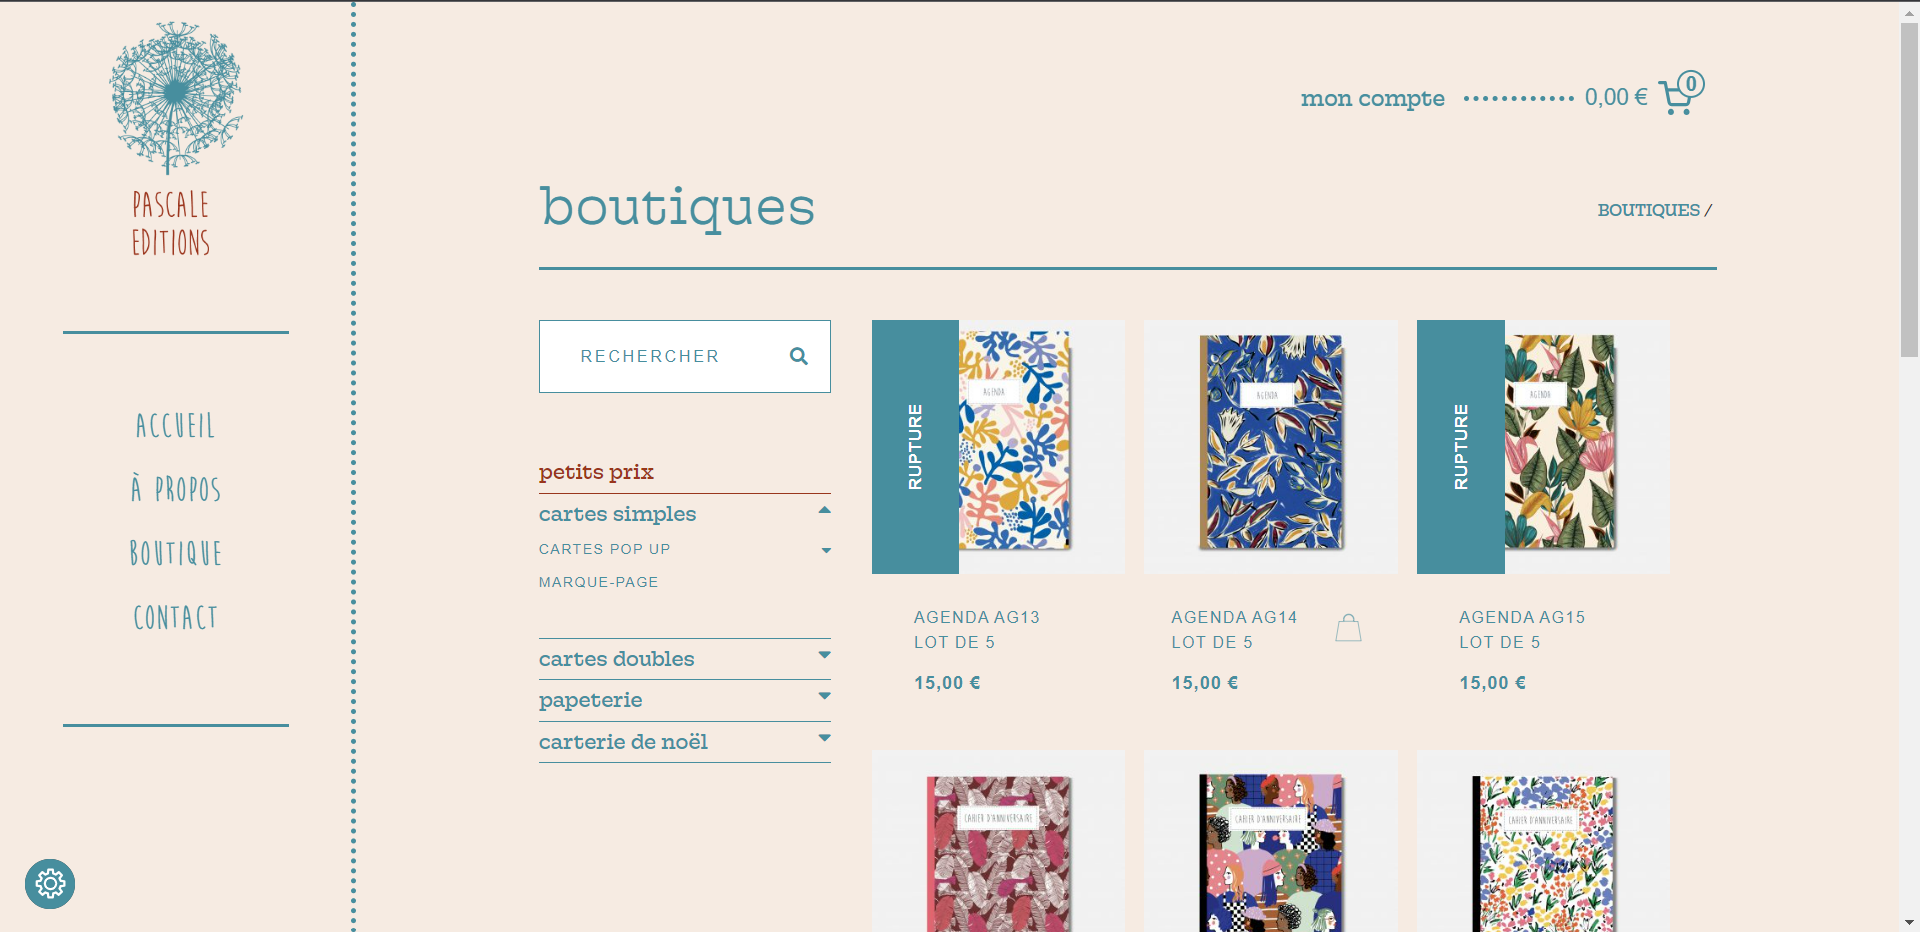 PASCALE
EDITIONS
ACCUEIL
À PROPOS
BOUTIQUE
CONTACT
mon compte
0,00 €
0
boutiques
BOUTIQUES /
RECHERCHER
petits prix
cartes simples
CARTES POP UP
MARQUE-PAGE
cartes doubles
papeterie
carterie de noël
RUPTURE
AGENDA
AGENDA
RUPTURE
AGENDA
AGENDA AG13
LOT DE 5
15,00 €
AGENDA AG14
LOT DE 5
15,00 €
AGENDA AG15
LOT DE 5
15,00 €
CAHIER D'ANNIVERSAIRE
CAHIER D'ANNIVERSAIRE
CAHIER D'ANNIVERSAIRE